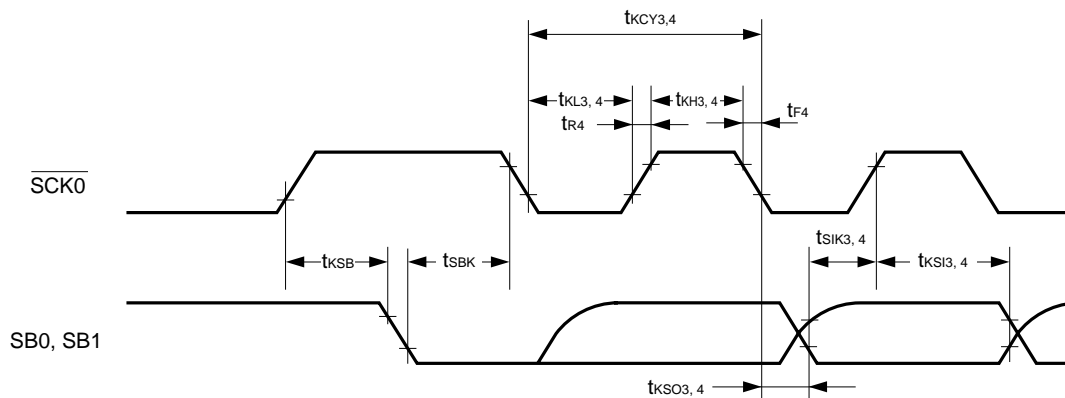 tKCY3,4
tKL3, 4
tKH3, 4
tR4
tF4
SCK0
tSIK3, 4
tKSB
tSBK
tKSI3, 4
SB0, SB1
tKSO3, 4